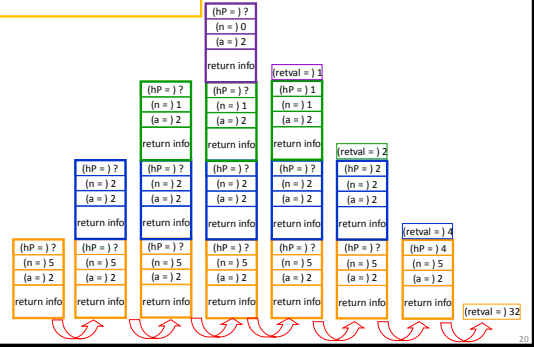 (hP = ) ?
(n = ) 5
(a = ) 2
return info
(hP = ) ?
(n = ) 2
(a = ) 2
return info
(hP = ) ?
(n = ) 5
(a = ) 2
return info
(hP = ) ?
(n = ) 1
(a = ) 2
return info
(hP = ) ?
(n = ) 2
(a = ) 2
return info
(hP = ) ?
(n = ) 5
(a = ) 2
return info
(hP = ) ?
(n = ) 0
(a = ) 2
return info
(hP = ) ?
(n = ) 1
(a = ) 2
return info
(hP = ) ?
(n = ) 2
(a = ) 2
return info
(hP = ) ?
(n = ) 5
(a = ) 2
return info
(retval = ) 1
(hP = ) 1
(n = ) 1
(a = ) 2
return info
(hP = ) ?
(n = ) 2
(a = ) 2
return info
(hP = ) ?
(n = ) 5
(a = ) 2
return info
(retval = ) 2
(hP = ) 2
(n = ) 2
(a = ) 2
return info
(hP = ) ?
(n = ) 5
(a = ) 2
return info
(retval = ) 4
(hP = ) 4
(n = ) 5
(a = ) 2
return info
(retval = ) 32
20